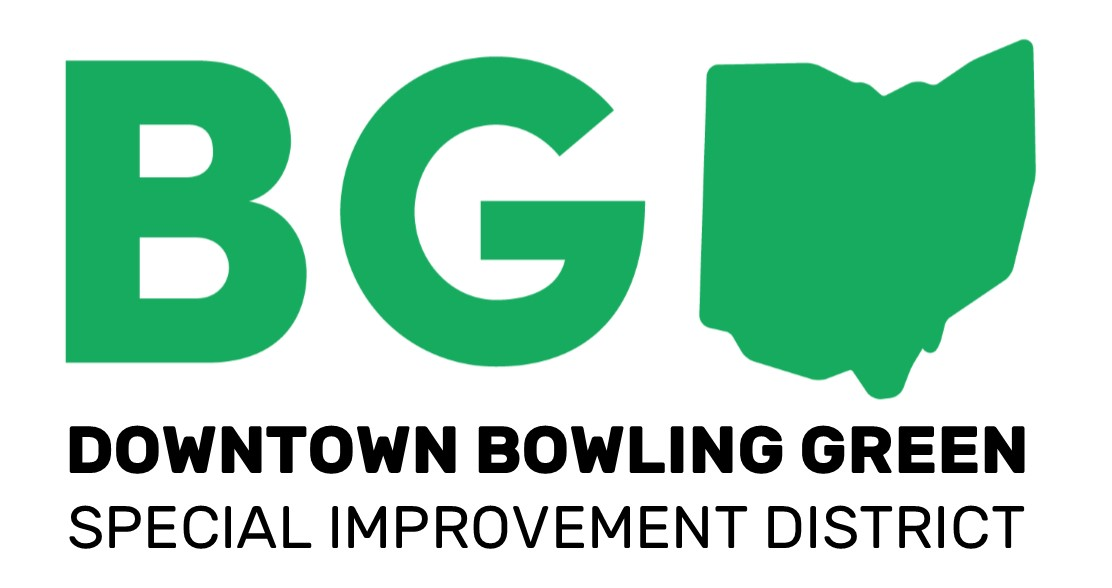 BG
DOWNTOWN BOWLING GREEN
SPECIAL IMPROVEMENT DISTRICT